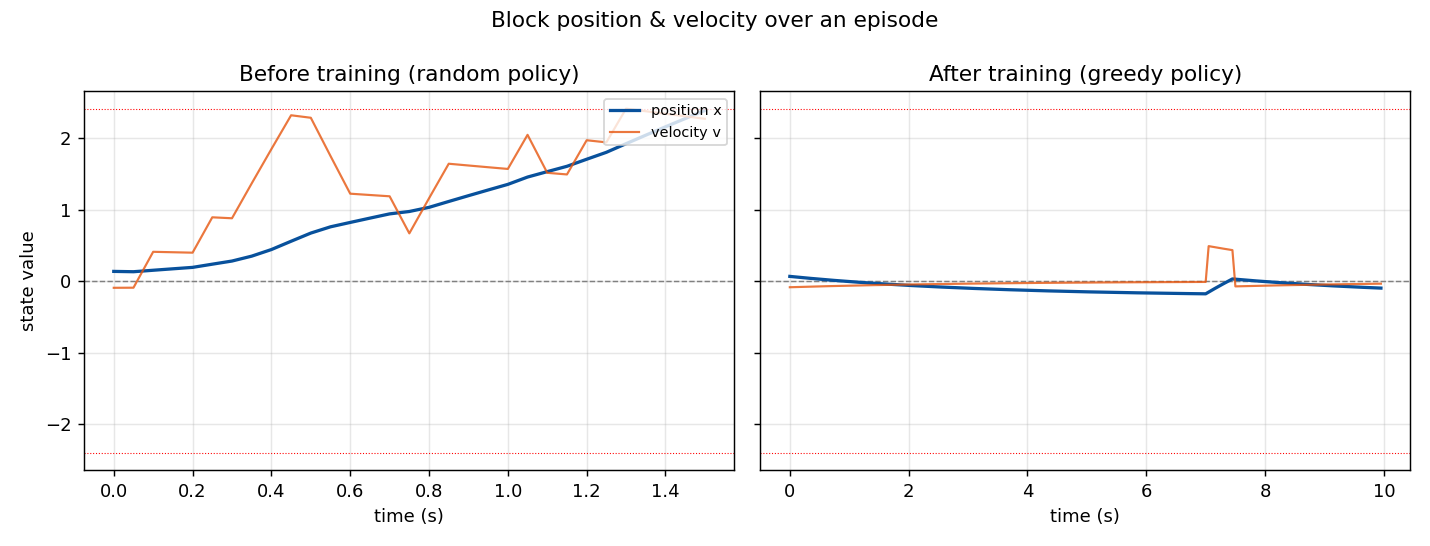 Block position & velocity over an episode
Before training (random policy)
After training (greedy policy)
position x
velocity v
state value
2
1
0
−1
−2
0.0 0.2 0.4 0.6 0.8 1.0 1.2 1.4
0 2 4 6 8 10
time (s)
time (s)